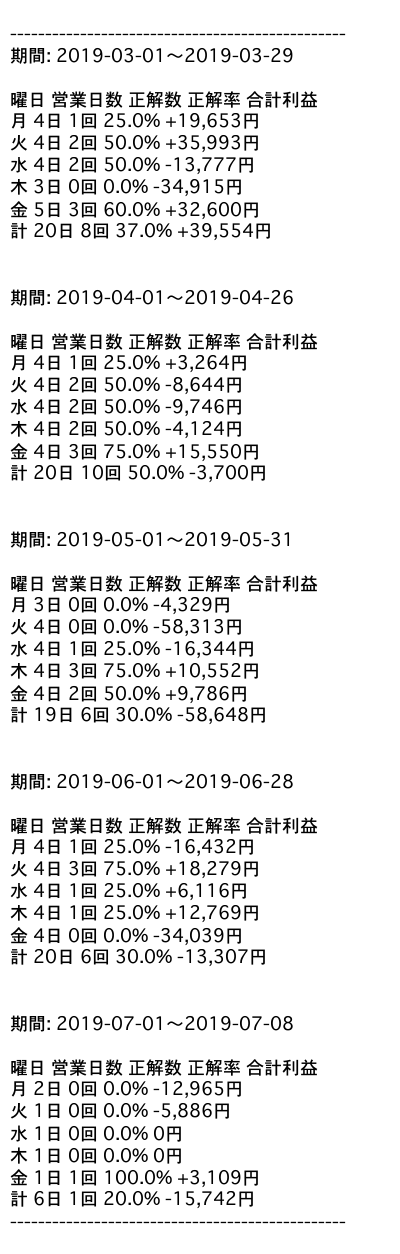 ------------------------------------------------
期間: 2019-03-01〜2019-03-29
曜日 営業日数 正解数 正解率 合計利益
月 4日 1回 25.0% +19,653円
火 4日 2回 50.0% +35,993円
水 4日 2回 50.0% -13,777円
木 3日 0回 0.0% -34,915円
金 5日 3回 60.0% +32,600円
計 20日 8回 37.0% +39,554円
期間: 2019-04-01〜2019-04-26
曜日 営業日数 正解数 正解率 合計利益
月 4日 1回 25.0% +3,264円
火 4日 2回 50.0% -8,644円
水 4日 2回 50.0% -9,746円
木 4日 2回 50.0% -4,124円
金 4日 3回 75.0% +15,550円
計 20日 10回 50.0% -3,700円
期間: 2019-05-01〜2019-05-31
曜日 営業日数 正解数 正解率 合計利益
月 3日 0回 0.0% -4,329円
火 4日 0回 0.0% -58,313円
水 4日 1回 25.0% -16,344円
木 4日 3回 75.0% +10,552円
金 4日 2回 50.0% +9,786円
計 19日 6回 30.0% -58,648円
期間: 2019-06-01〜2019-06-28
曜日 営業日数 正解数 正解率 合計利益
月 4日 1回 25.0% -16,432円
火 4日 3回 75.0% +18,279円
水 4日 1回 25.0% +6,116円
木 4日 1回 25.0% +12,769円
金 4日 0回 0.0% -34,039円
計 20日 6回 30.0% -13,307円
期間: 2019-07-01〜2019-07-08
曜日 営業日数 正解数 正解率 合計利益
月 2日 0回 0.0% -12,965円
火 1日 0回 0.0% -5,886円
水 1日 0回 0.0% 0円
木 1日 0回 0.0% 0円
金 1日 1回 100.0% +3,109円
計 6日 1回 20.0% -15,742円
------------------------------------------------